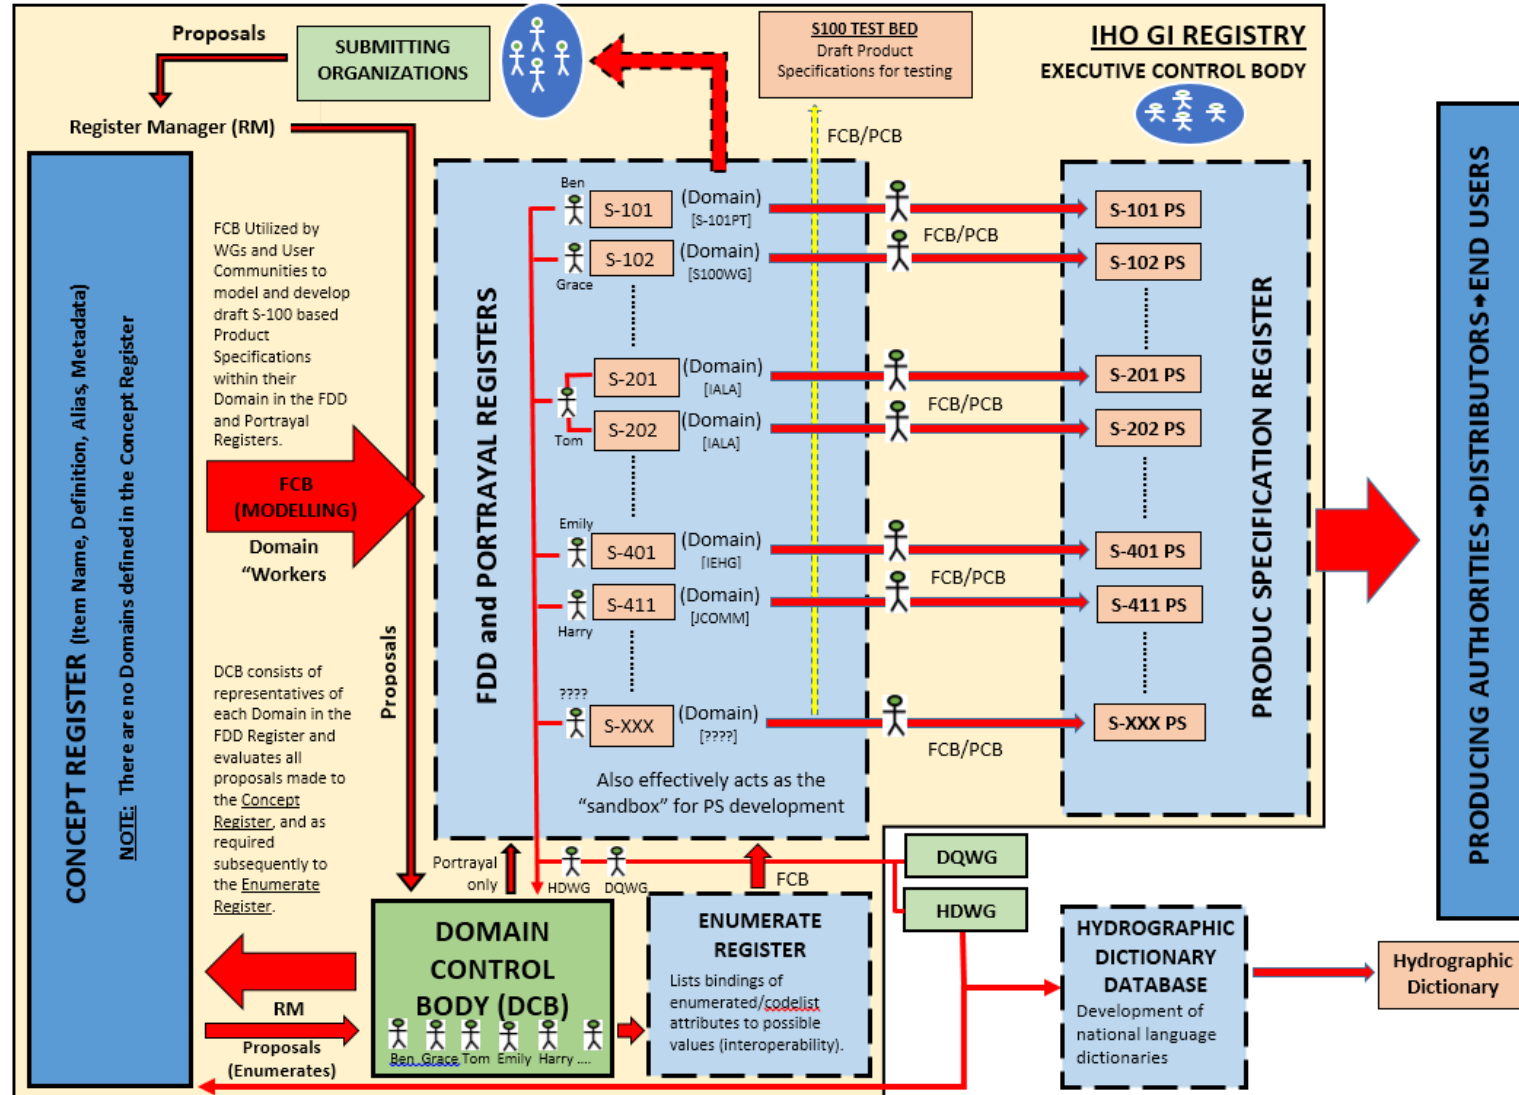 Proposals
SUBMITTING
ORGANIZATIONS
S100 TEST BED
Draft Product
Specifications for testing
IHO GI REGISTRY
EXECUTIVE CONTROL BODY
Register Manager (RM)
FCB/PCB
CONCEPT REGISTER (Item Name, Definition, Alias, Metadata)
NOTE: There are no Domains defined in the Concept Register
FCB Utilized by
WGs and User
Communities to
model and develop
draft S-100 based
Product
Specifications
within their
Domain in the FDD
and Portrayal
Registers.
FCB
(MODELLING)
Domain
“Workers
DCB consists of
representatives of
each Domain in the
FDD Register and
evaluates all
proposals made to
the Concept
Register, and as
required
subsequently to
the Enumerate
Register.
Proposals
FDD and PORTRAYAL REGISTERS
Ben
S-101
(Domain)
[S-101PT]
S-102
(Domain)
[S100WG]
Grace
S-201
(Domain)
[IALA]
S-202
(Domain)
[IALA]
Tom
Emily
S-401
(Domain)
[IEHG]
S-411
(Domain)
[JCOMM]
Harry
????
S-XXX
(Domain)
[????]
Also effectively acts as the
“sandbox” for PS development
FCB/PCB
FCB/PCB
FCB/PCB
FCB/PCB
S-101 PS
S-102 PS
S-201 PS
S-202 PS
S-401 PS
S-411 PS
S-XXX PS
PRODUC SPECIFICATION REGISTER
PRODUCING AUTHORITIES➔DISTRIBUTORS➔END USERS
Portrayal
only
HDWG
DQWG
FCB
DQWG
HDWG
DOMAIN
CONTROL
BODY (DCB)
Ben Grace Tom Emily Harry ....
RM
Proposals
(Enumerates)
ENUMERATE
REGISTER
Lists bindings of
enumerated/codelist
attributes to possible
values (interoperability).
HYDROGRAPHIC
DICTIONARY
DATABASE
Development of
national language
dictionaries
Hydrographic
Dictionary